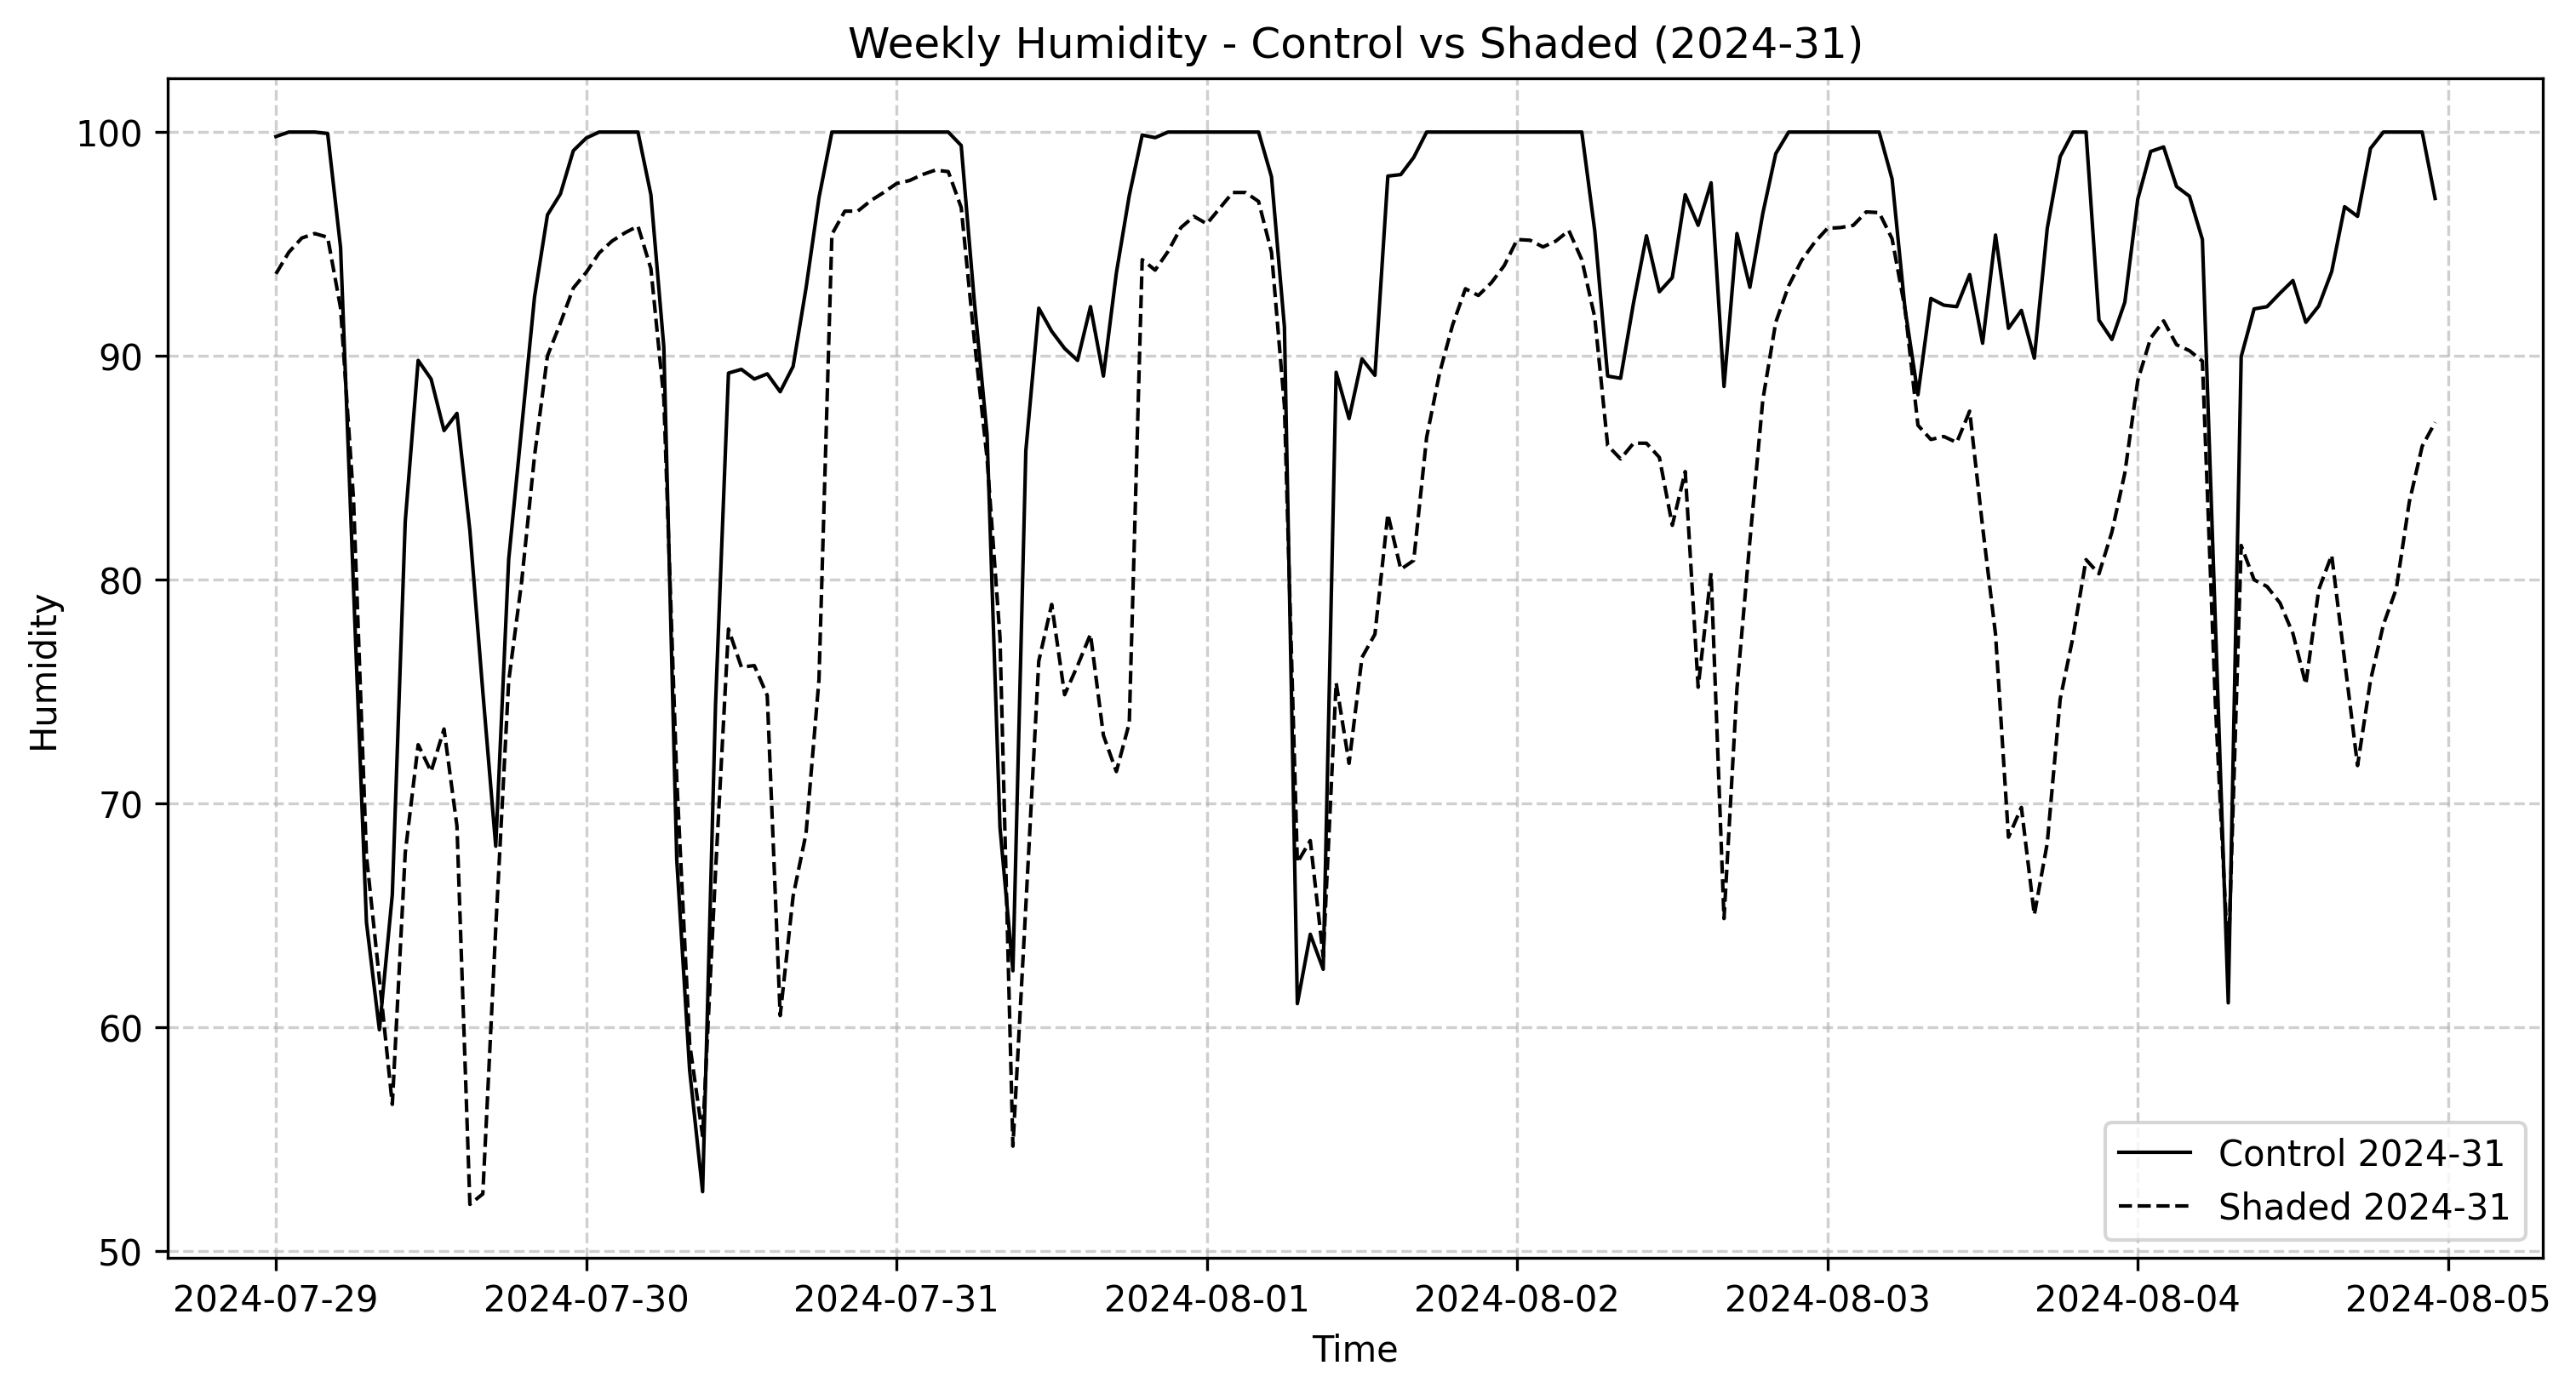 Weekly Humidity - Control vs Shaded (2024-31)
100
90
80
70
60
50
Humidity
2024-07-29
2024-07-30
2024-07-31
2024-08-01
2024-08-02
2024-08-03
2024-08-04
2024-08-05
Time
Control 2024-31
Shaded 2024-31